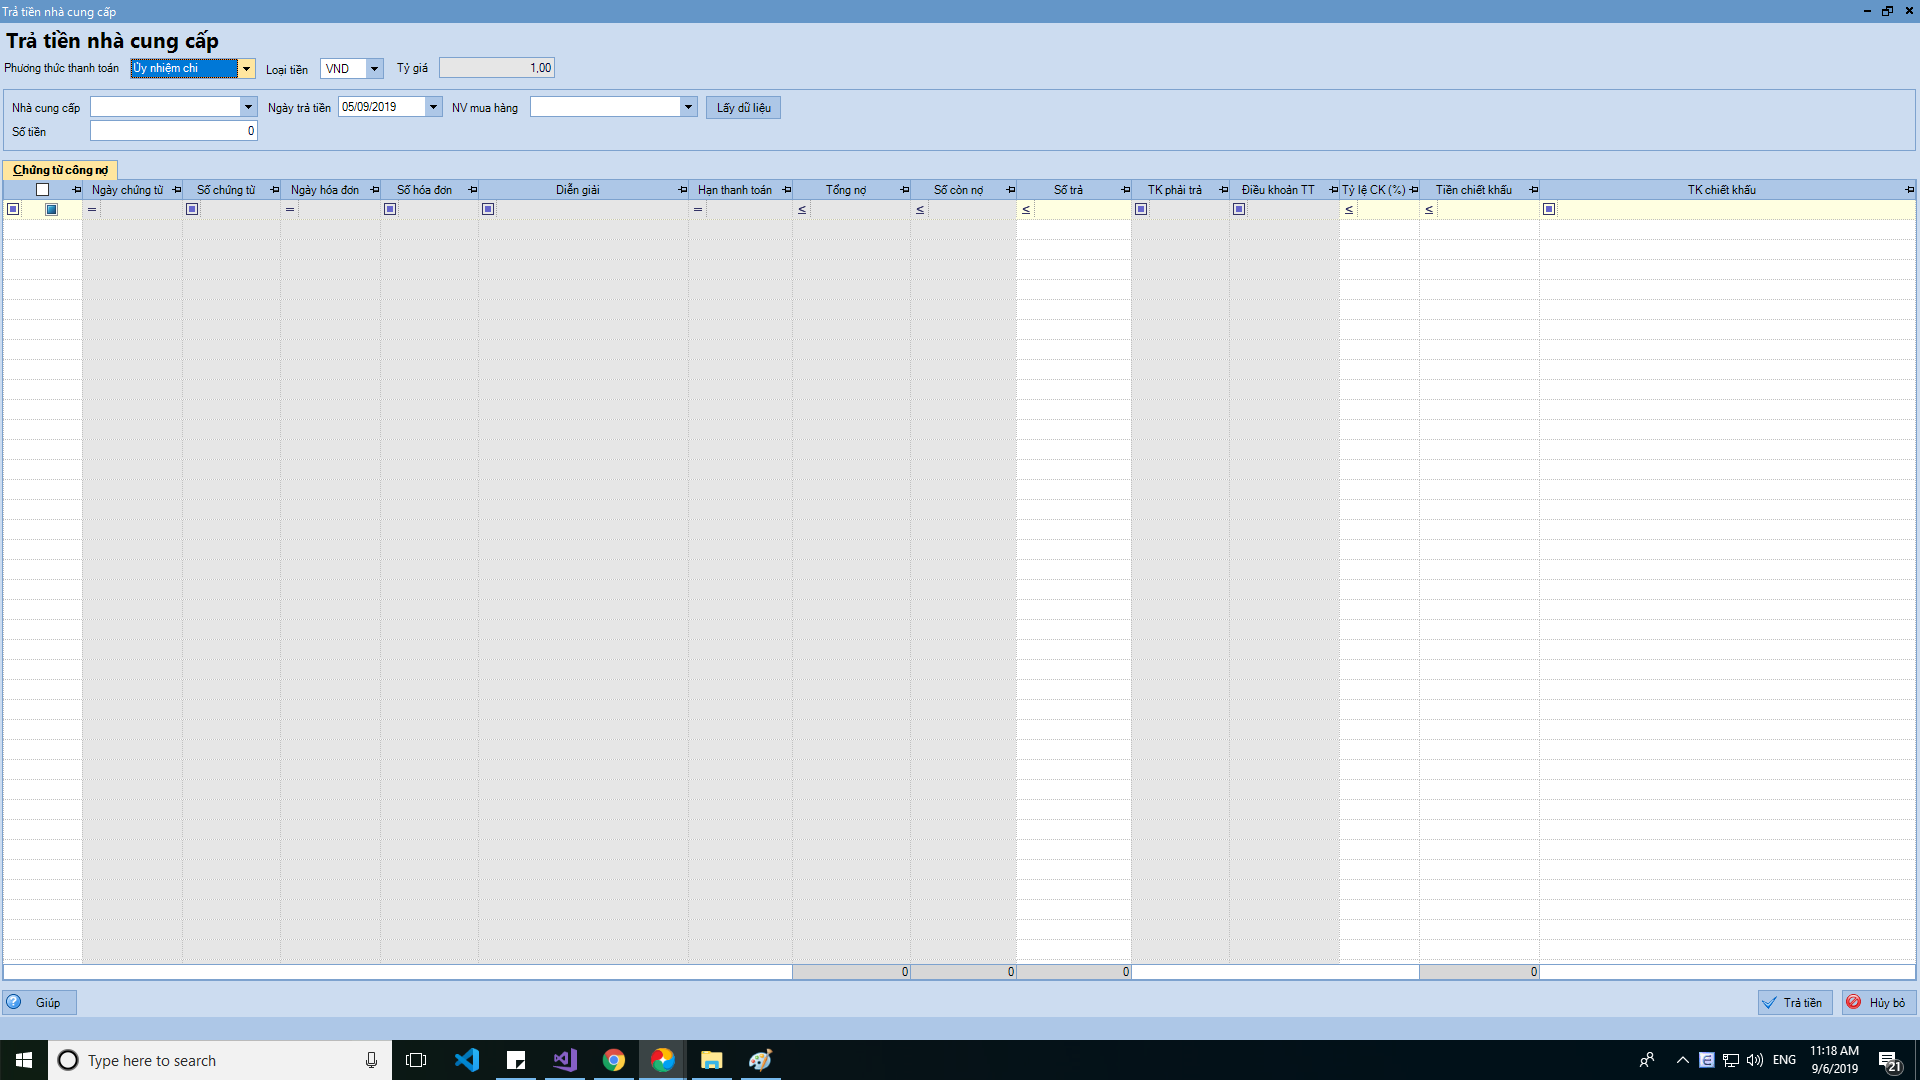 Trả tiền nhà cung cấp
Trả tiền nhà cung cấp
Phương thức thanh toán Ủy nhiệm chi Loại tiền VND Tỷ giá 1,00
Nhà cung cấp Ngày trả tiền 05/09/2019 NV mua hàng Lấy dữ liệu
Số tiền 0
Chứng từ công nợ
Ngày chứng từ Số chứng từ Ngày hóa đơn Số hóa đơn Diễn giải Hạn thanh toán Tổng nợ Số còn nợ Số trả TK phải trả Điều khoản TT Tỷ lệ CK (%) Tiền chiết khấu TK chiết khấu
= = = ≤ ≤ ≤ ≤ ≤
0 0 0 0
Giúp Trả tiền Hủy bỏ
Type here to search ENG 11:18 AM
9/6/2019 21